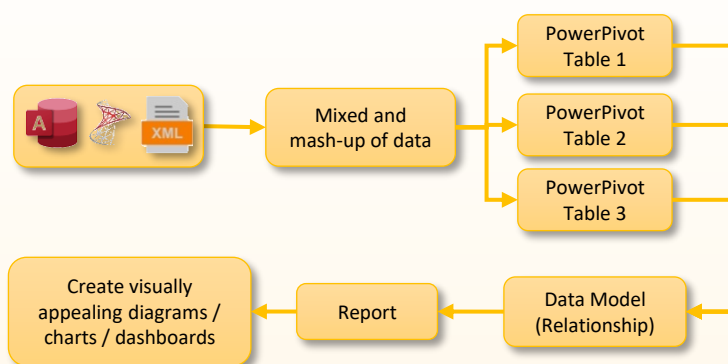 A
XML
Mixed and
mash-up of data
PowerPivot
Table 1
PowerPivot
Table 2
PowerPivot
Table 3
Create visually
appealing diagrams /
charts / dashboards
Report
Data Model
(Relationship)